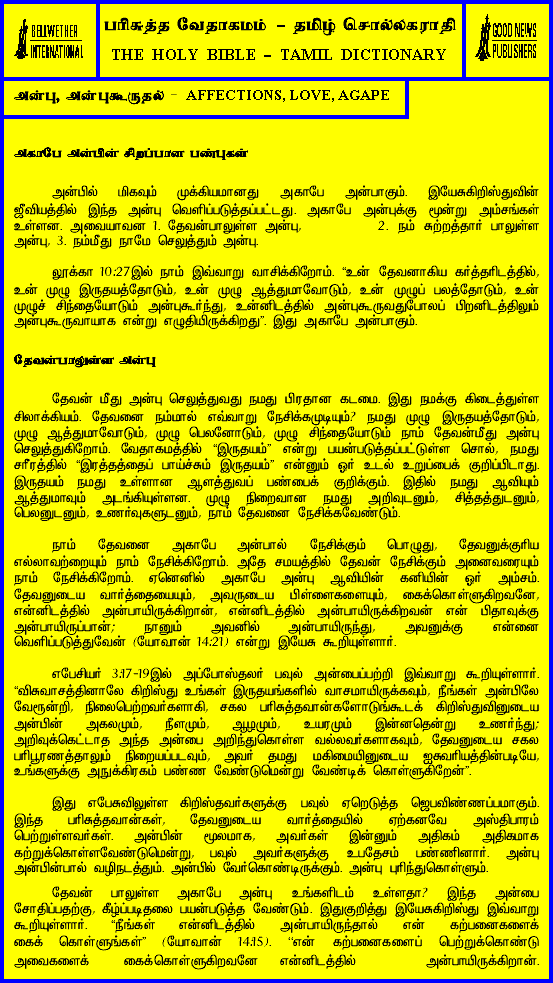 BELLWETHER
INTERNATIONAL
பரிசுத்த வேதாகமம் – தமிழ் சொல்லகராதி
THE HOLY BIBLE – TAMIL DICTIONARY
GOOD NEWS
PUBLISHERS
அன்பு, அன்புகூருதல் – AFFECTIONS, LOVE, AGAPE
அகாபே அன்பின் சிறப்பான பண்புகள்
அன்பில் மிகவும் முக்கியமானது அகாபே அன்பாகும். இயேசுகிறிஸ்துவின்
ஜீவியத்தில் இந்த அன்பு வெளிப்படுத்தப்பட்டது. அகாபே அன்புக்கு மூன்று அம்சங்கள்
உள்ளன. அவையாவன 1. தேவன்பாலுள்ள அன்பு, 2. நம் சுற்றத்தார் பாலுள்ள
அன்பு, 3. நம்மீது நாமே செலுத்தும் அன்பு.
லூக்கா 10:27இல் நாம் இவ்வாறு வாசிக்கிறோம். “உன் தேவனாகிய கர்த்தரிடத்தில்,
உன் முழு இருதயத்தோடும், உன் முழு ஆத்துமாவோடும், உன் முழுப் பலத்தோடும், உன்
முழுச் சிந்தையோடும் அன்புகூர்ந்து, உன்னிடத்தில் அன்புகூருவதுபோலப் பிறனிடத்திலும்
அன்புகூருவாயாக என்று எழுதியிருக்கிறது”. இது அகாபே அன்பாகும்.
தேவன்பாலுள்ள அன்பு
தேவன் மீது அன்பு செலுத்துவது நமது பிரதான கடமை. இது நமக்கு கிடைத்துள்ள
சிலாக்கியம். தேவனை நம்மால் எவ்வாறு நேசிக்கமுடியும்? நமது முழு இருதயத்தோடும்,
முழு ஆத்துமாவோடும், முழு பெலனோடும், முழு சிந்தையோடும் நாம் தேவன்மீது அன்பு
செலுத்துகிறோம். வேதாகமத்தில் “இருதயம்” என்று பயன்படுத்தப்பட்டுள்ள சொல், நமது
சரீரத்தில் “இரத்தத்தைப் பாய்ச்சும் இருதயம்” என்னும் ஓர் உடல் உறுப்பைக் குறிப்பிடாது.
இருதயம் நமது உள்ளான ஆளத்துவப் பண்பைக் குறிக்கும். இதில் நமது ஆவியும்
ஆத்துமாவும் அடங்கியுள்ளன. முழு நிறைவான நமது அறிவுடனும், சித்தத்துடனும்,
பெலனுடனும், உணர்வுகளுடனும், நாம் தேவனை நேசிக்கவேண்டும்.
நாம் தேவனை அகாபே அன்பால் நேசிக்கும் பொழுது, தேவனுக்குரிய
எல்லாவற்றையும் நாம் நேசிக்கிறோம். அதே சமயத்தில் தேவன் நேசிக்கும் அனைவரையும்
நாம் நேசிக்கிறோம். ஏனெனில் அகாபே அன்பு ஆவியின் கனியின் ஓர் அம்சம்.
தேவனுடைய வார்த்தையையும், அவருடைய பிள்ளைகளையும், கைக்கொள்ளுகிறவனே,
என்னிடத்தில் அன்பாயிருக்கிறான், என்னிடத்தில் அன்பாயிருக்கிறவன் என் பிதாவுக்கு
அன்பாயிருப்பான்; நானும் அவனில் அன்பாயிருந்து, அவனுக்கு என்னை
வெளிப்படுத்துவேன் (யோவான் 14:21) என்று இயேசு கூறியுள்ளார்.
எபேசியர் 3:17-19இல் அப்போஸ்தலர் பவுல் அன்பைப்பற்றி இவ்வாறு கூறியுள்ளார்.
“விசுவாசத்தினாலே கிறிஸ்து உங்கள் இருதயங்களில் வாசமாயிருக்கவும், நீங்கள் அன்பிலே
வேரூன்றி, நிலைபெற்றவர்களாகி, சகல பரிசுத்தவான்களோடுங்கூடக் கிறிஸ்துவினுடைய
அன்பின் அகலமும், நீளமும், ஆழமும், உயரமும் இன்னதென்று உணர்ந்து;
அறிவுக்கெட்டாத அந்த அன்பை அறிந்துகொள்ள வல்லவர்களாகவும், தேவனுடைய சகல
பரிபூரணத்தாலும் நிறையப்படவும், அவர் தமது மகிமையினுடைய ஐசுவரியத்தின்படியே,
உங்களுக்கு அநுக்கிரகம் பண்ண வேண்டுமென்று வேண்டிக் கொள்ளுகிறேன்”.
இது எபேசுவிலுள்ள கிறிஸ்தவர்களுக்கு பவுல் ஏறெடுத்த ஜெபவிண்ணப்பமாகும்.
இந்த பரிசுத்தவான்கள், தேவனுடைய வார்த்தையில் ஏற்கனவே அஸ்திபாரம்
பெற்றுள்ளவர்கள். அன்பின் மூலமாக, அவர்கள் இன்னும் அதிகம் அதிகமாக
கற்றுக்கொள்ளவேண்டுமென்று, பவுல் அவர்களுக்கு உபதேசம் பண்ணினார். அன்பு
அன்பின்பால் வழிநடத்தும். அன்பில் வேர்கொண்டிருக்கும். அன்பு புரிந்துகொள்ளும்.
தேவன் பாலுள்ள அகாபே அன்பு உங்களிடம் உள்ளதா? இந்த அன்பை
சோதிப்பதற்கு, கீழ்ப்படிதலை பயன்படுத்த வேண்டும். இதுகுறித்து இயேசுகிறிஸ்து இவ்வாறு
கூறியுள்ளார். “நீங்கள் என்னிடத்தில் அன்பாயிருந்தால் என் கற்பனைகளைக்
கைக் கொள்ளுங்கள்” (யோவான் 14:15). “என் கற்பனைகளைப் பெற்றுக்கொண்டு
அவைகளைக் கைக்கொள்ளுகிறவனே என்னிடத்தில் அன்பாயிருக்கிறான்.